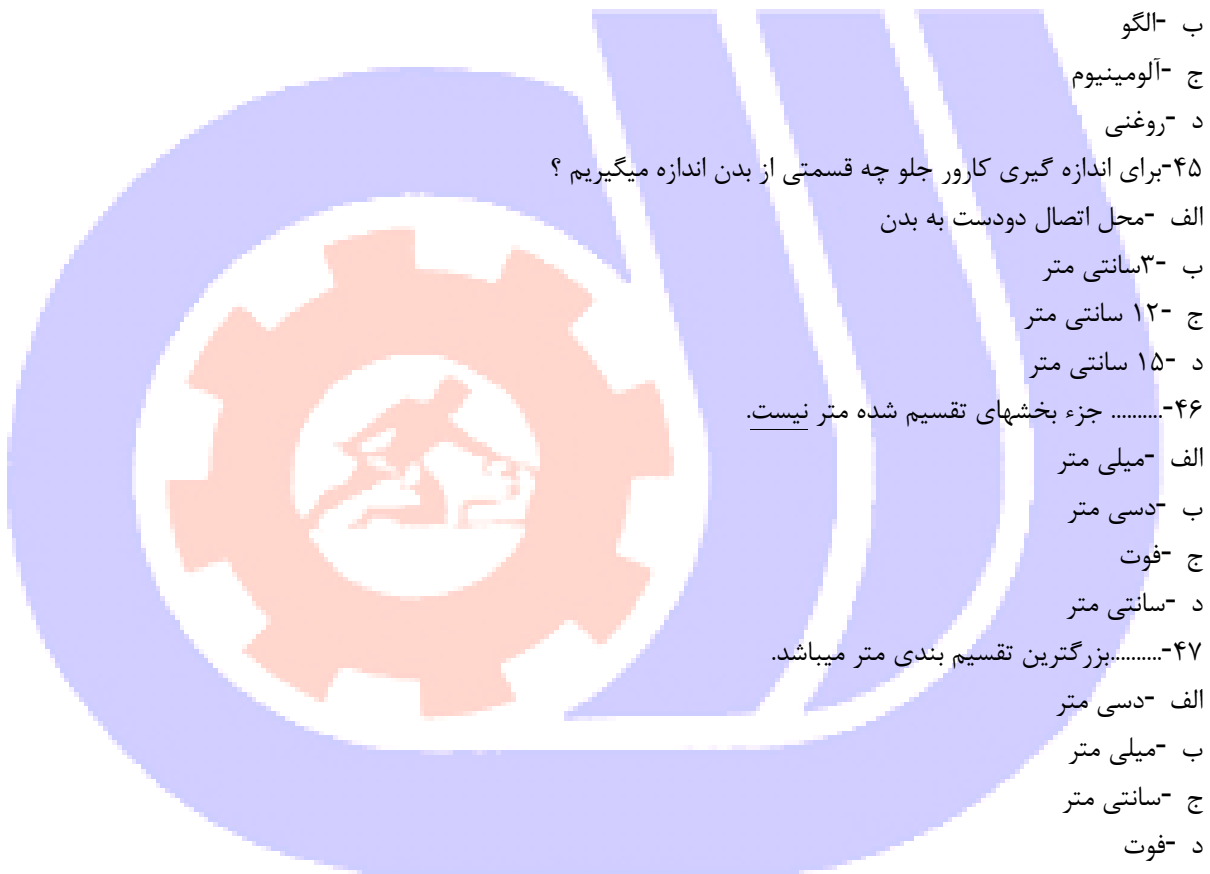 ب -الگو
ج -آلومینیوم
د -روغنی
۴۵-برای اندازه گیری کارور جلو چه قسمتی از بدن اندازه میگیریم ؟
الف -محل اتصال دودست به بدن
ب -۳سانتی متر
ج -۱۲ سانتی متر
د -۱۵ سانتی متر
۴۶-......... جزء بخشهای تقسیم شده متر نیست.
الف -میلی متر
ب -دسی متر
ج -فوت
د -سانتی متر
۴۷-.........بزرگترین تقسیم بندی متر میباشد.
الف -دسی متر
ب -میلی متر
ج -سانتی متر
د -فوت